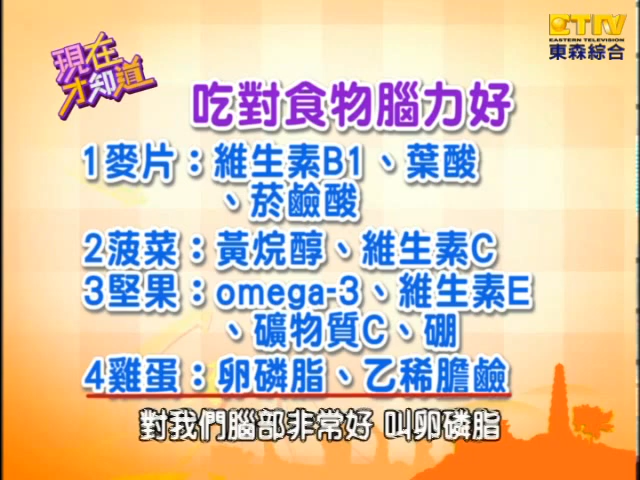 現在
才知道
ETTV
EASTERN TELEVISION
東森綜合
吃對食物腦力好
1麥片：維生素B1、葉酸
、菸鹼酸
2菠菜：黃烷醇、維生素C
3堅果：omega-3、維生素E
、礦物質C、硼
4雞蛋：卵磷脂、乙稀膽鹼
對我們腦部非常好 叫卵磷脂